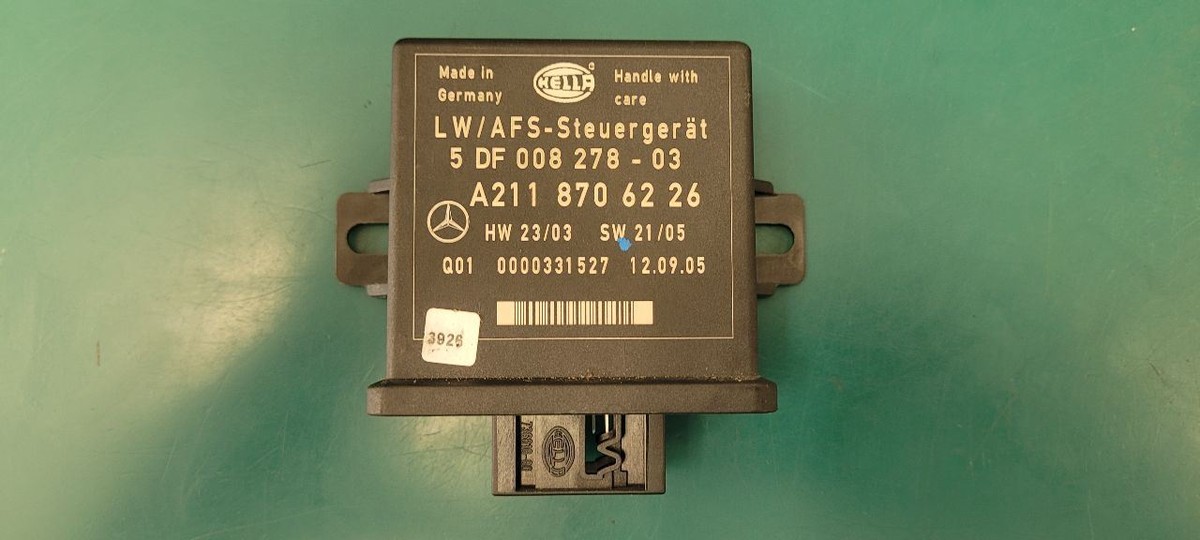 Made in
Germany
HELLA
Handle with
care
LW/AFS-Steuergerät
5 DF 008 278 - 03
A211 870 62 26
HW 23/03 SW 21/05
Q01 0000331527 12.09.05
3926
HELLA